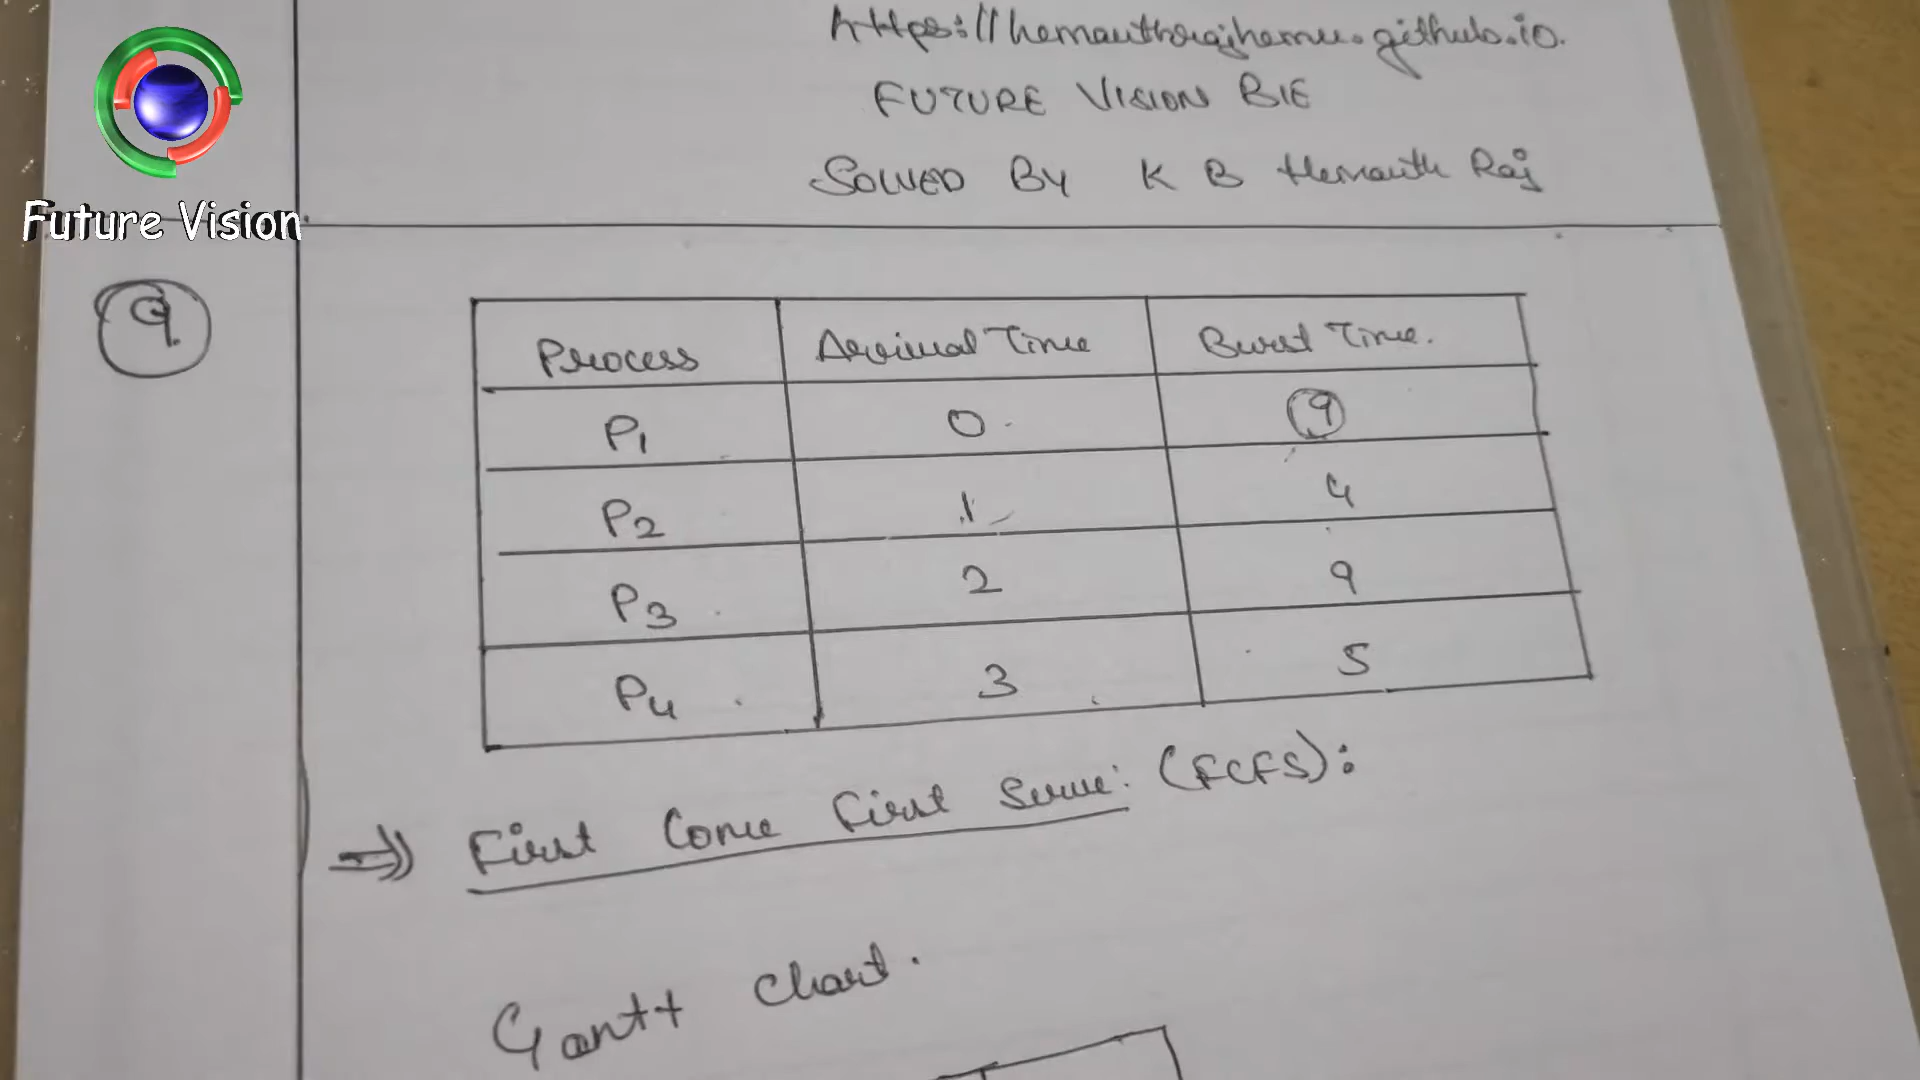 https://hemanthrajhemu.github.io.
FUTURE VISION BIE
SOLVED By K B Hemanth Raj
Future Vision
9.
Process Arrival Time Burst Time.
P1 0 9
P2 1 4
P3 2 9
P4 3 5
⇒ First Come First Serve: (FCFS):
Gantt Chart.